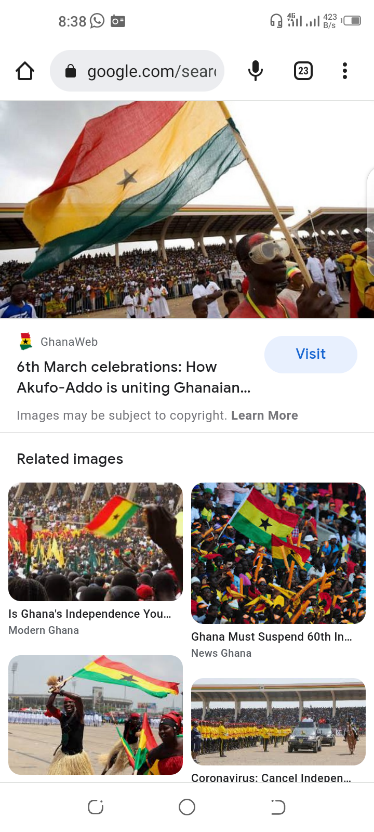 8:38
4G
423
B/s
google.com/sear
23
GhanaWeb
6th March celebrations: How
Akufo-Addo is uniting Ghanaian...
Visit
Images may be subject to copyright. Learn More
Related images
Is Ghana's Independence You...
Modern Ghana
Ghana Must Suspend 60th In...
News Ghana
Coronavirus: Cancel Indepen...